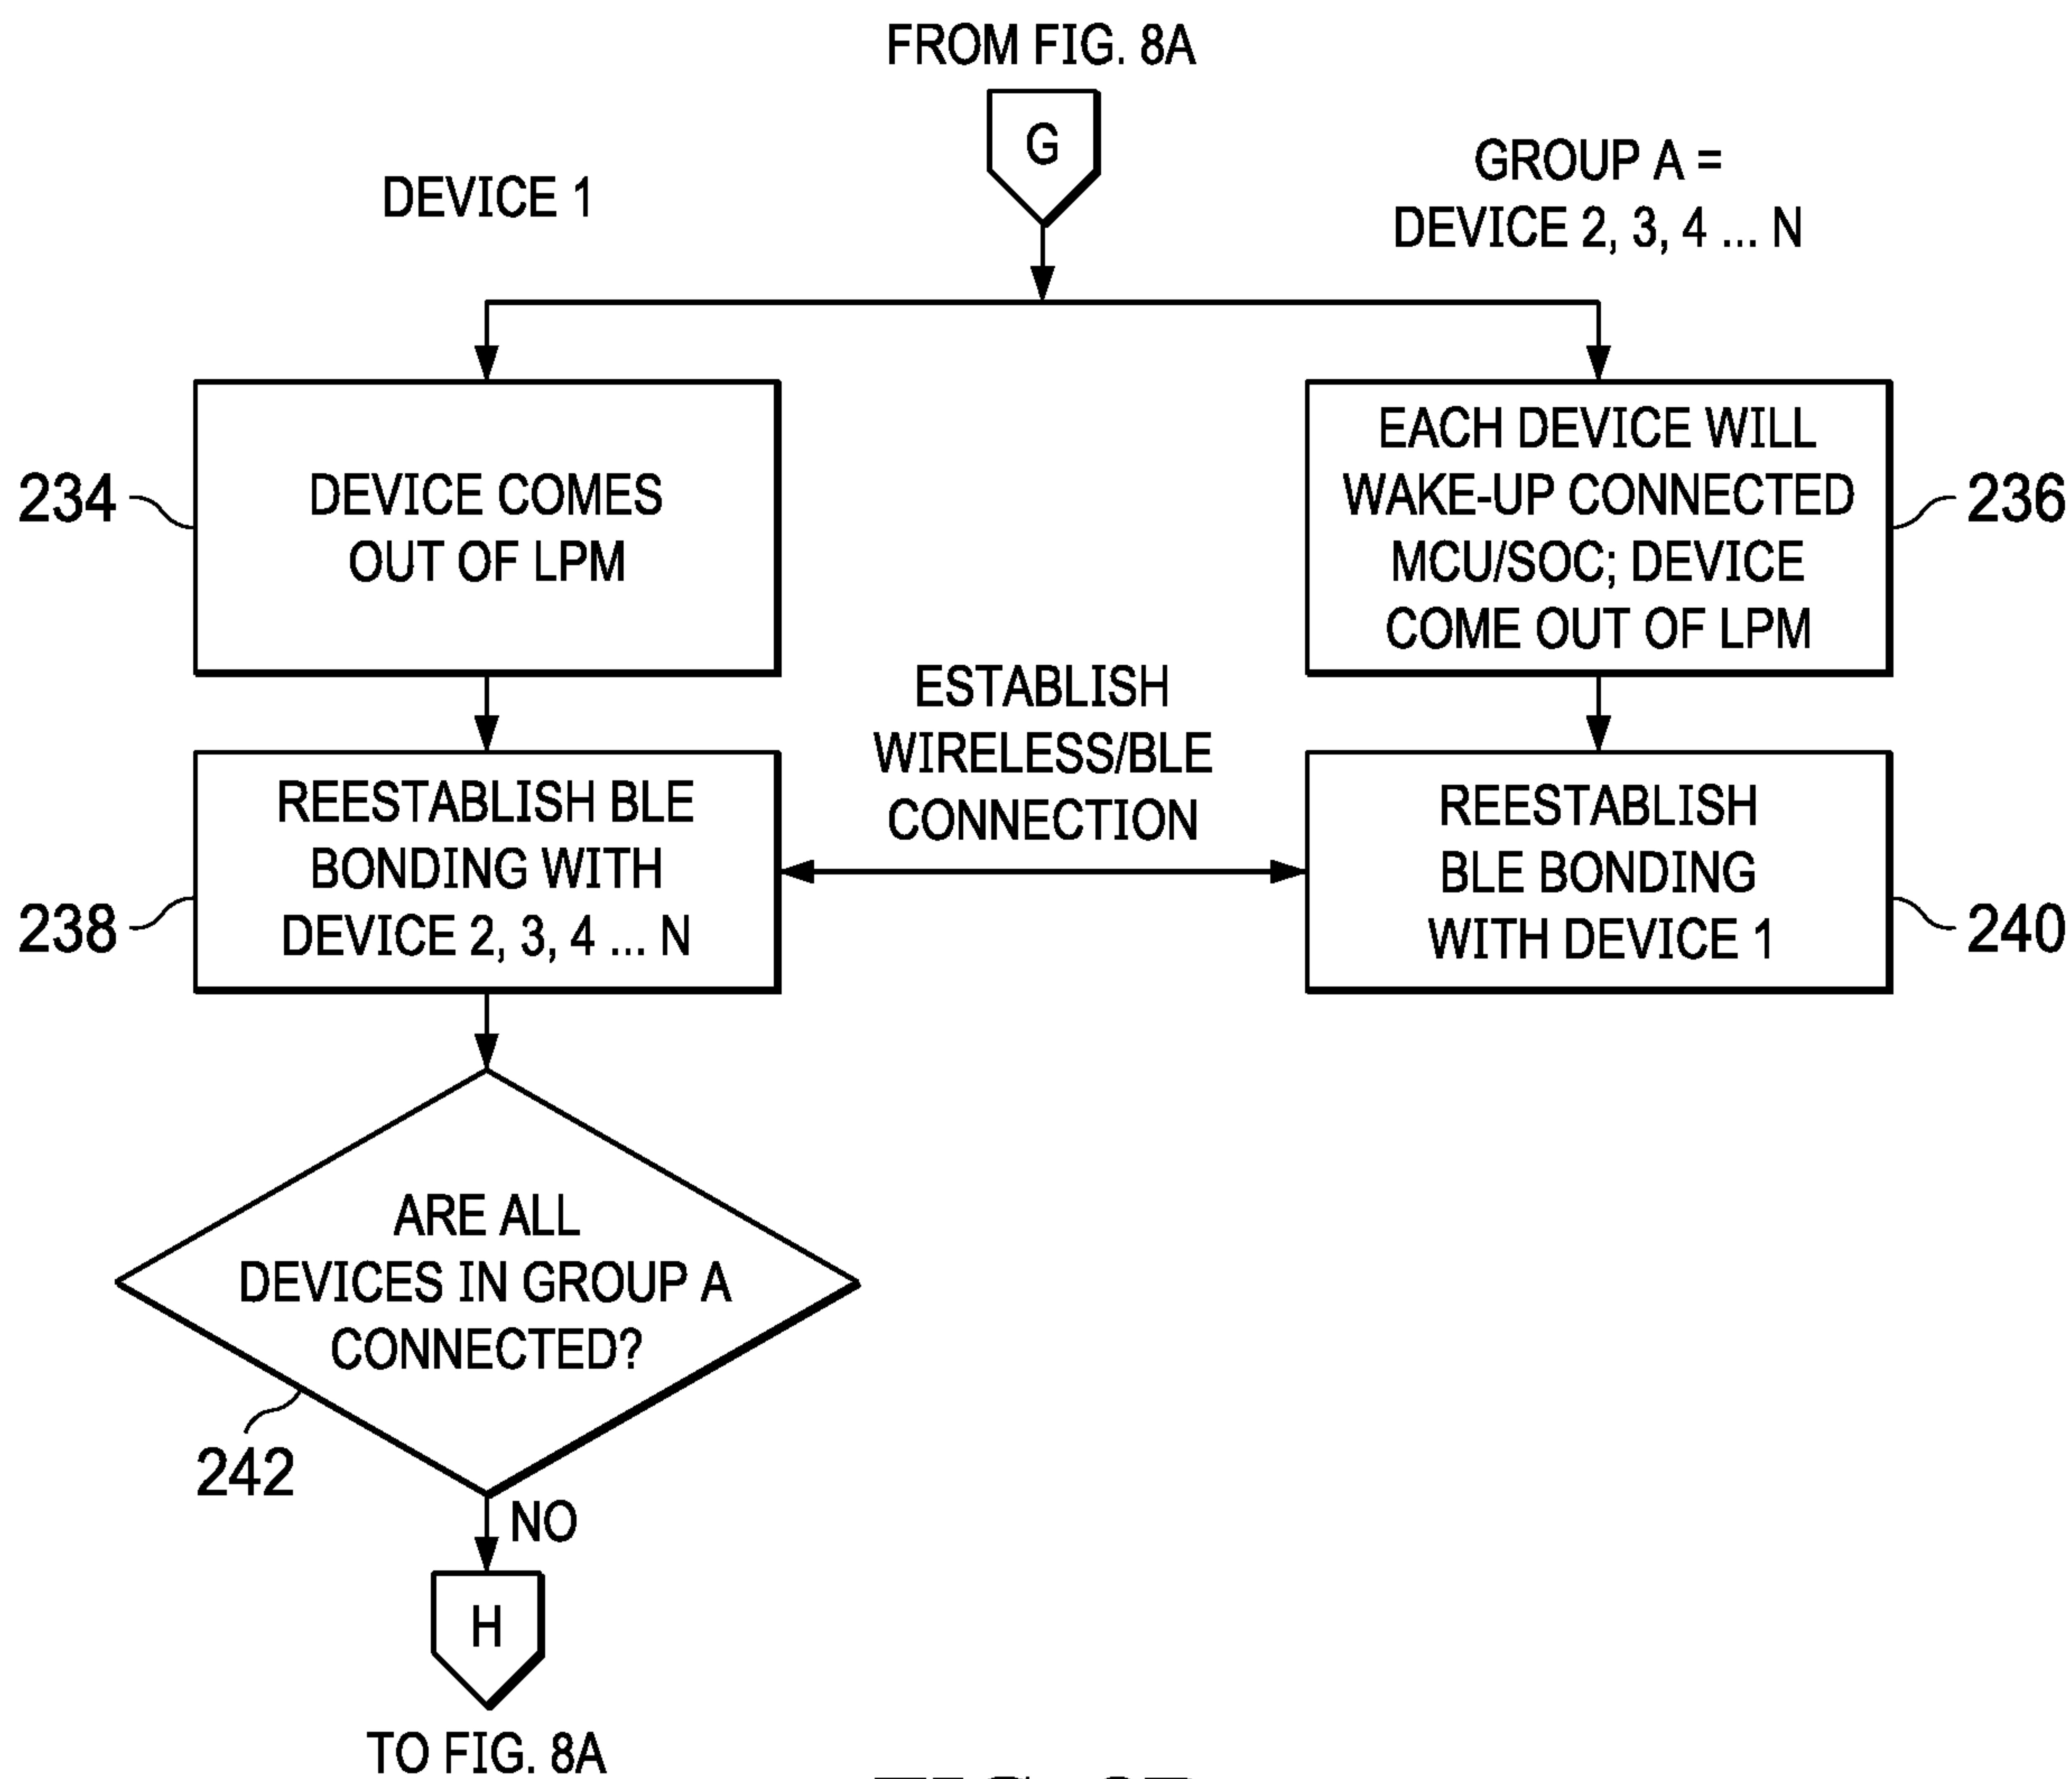 FROM FIG. 8A
G
DEVICE 1
GROUP A =
DEVICE 2, 3, 4 ... N
234
DEVICE COMES
OUT OF LPM
EACH DEVICE WILL
WAKE-UP CONNECTED
MCU/SOC; DEVICE
COME OUT OF LPM
236
ESTABLISH
WIRELESS/BLE
CONNECTION
238
REESTABLISH BLE
BONDING WITH
DEVICE 2, 3, 4 ... N
REESTABLISH
BLE BONDING
WITH DEVICE 1
240
ARE ALL
DEVICES IN GROUP A
CONNECTED?
242
NO
H
TO FIG. 8A